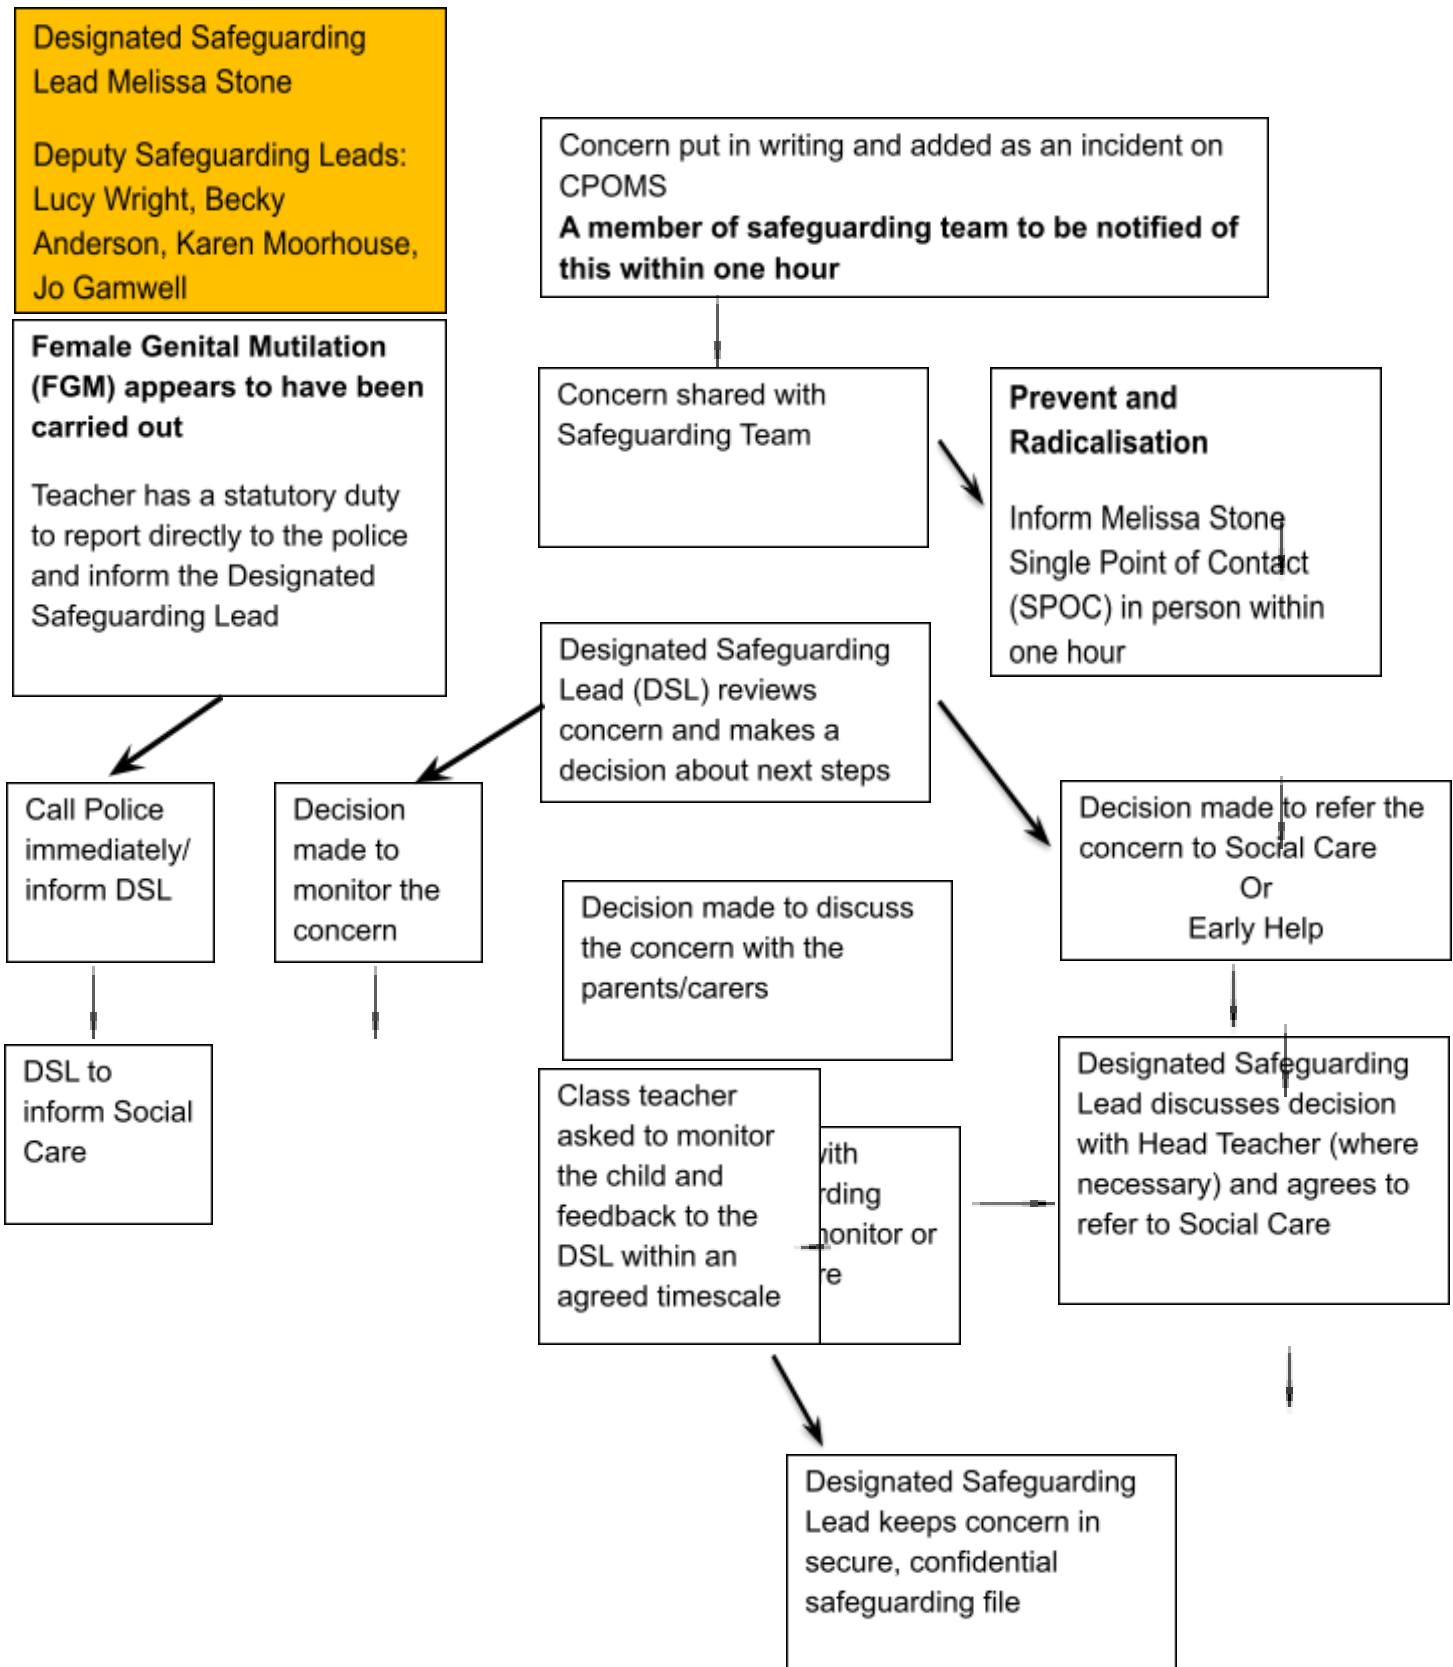 Designated Safeguarding
Lead Melissa Stone
Deputy Safeguarding Leads:
Lucy Wright, Becky
Anderson, Karen Moorhouse,
Jo Gamwell
Concern put in writing and added as an incident on
CPOMS
A member of safeguarding team to be notified of
this within one hour
Female Genital Mutilation
(FGM) appears to have been
carried out
Teacher has a statutory duty
to report directly to the police
and inform the Designated
Safeguarding Lead
Concern shared with
Safeguarding Team
Prevent and
Radicalisation
Inform Melissa Stone
Single Point of Contact
(SPOC) in person within
one hour
Designated Safeguarding
Lead (DSL) reviews
concern and makes a
decision about next steps
Call Police
immediately/
inform DSL
Decision
made to
monitor the
concern
Decision made to discuss
the concern with the
parents/carers
Decision made to refer the
concern to Social Care
Or
Early Help
DSL to
inform Social
Care
Class teacher
asked to monitor
the child and
feedback to the
DSL within an
agreed timescale
or
Designated Safeguarding
Lead discusses decision
with Head Teacher (where
necessary) and agrees to
refer to Social Care
Designated Safeguarding
Lead keeps concern in
secure, confidential
safeguarding file